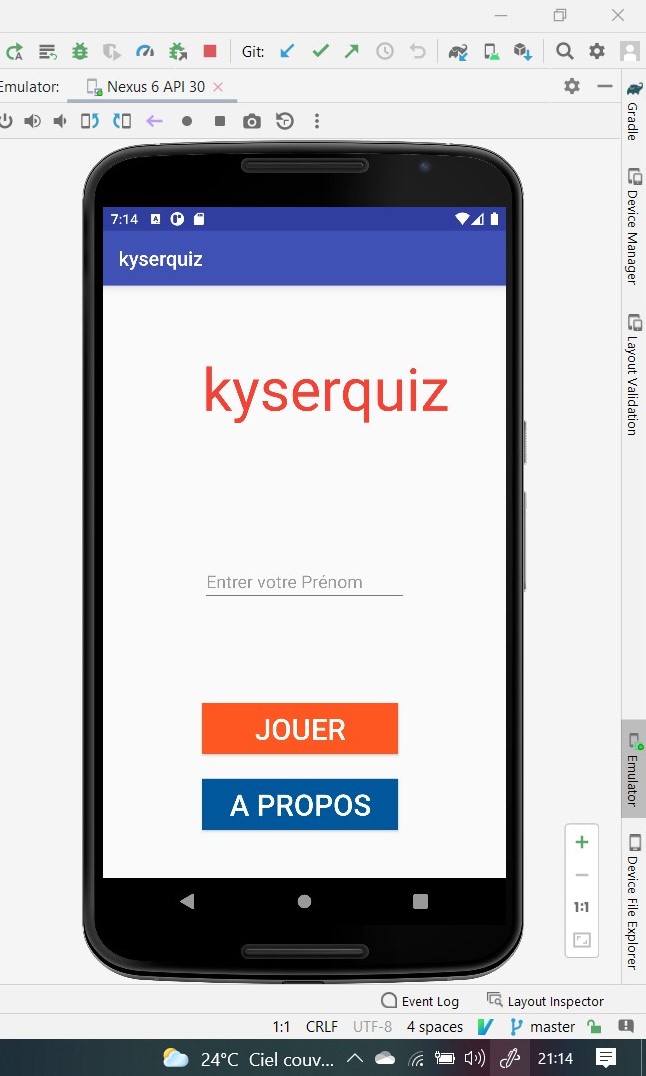 Git:
Emulator:
Nexus 6 API 30
Gradle
Device Manager
Layout Validation
7:14
kyserquiz
kyserquiz
Entrer votre Prénom
JOUER
A PROPOS
Emulator
Device File Explorer
1:1
Event Log
Layout Inspector
1:1
CRLF
UTF-8
4 spaces
master
24°C Ciel couv...
21:14